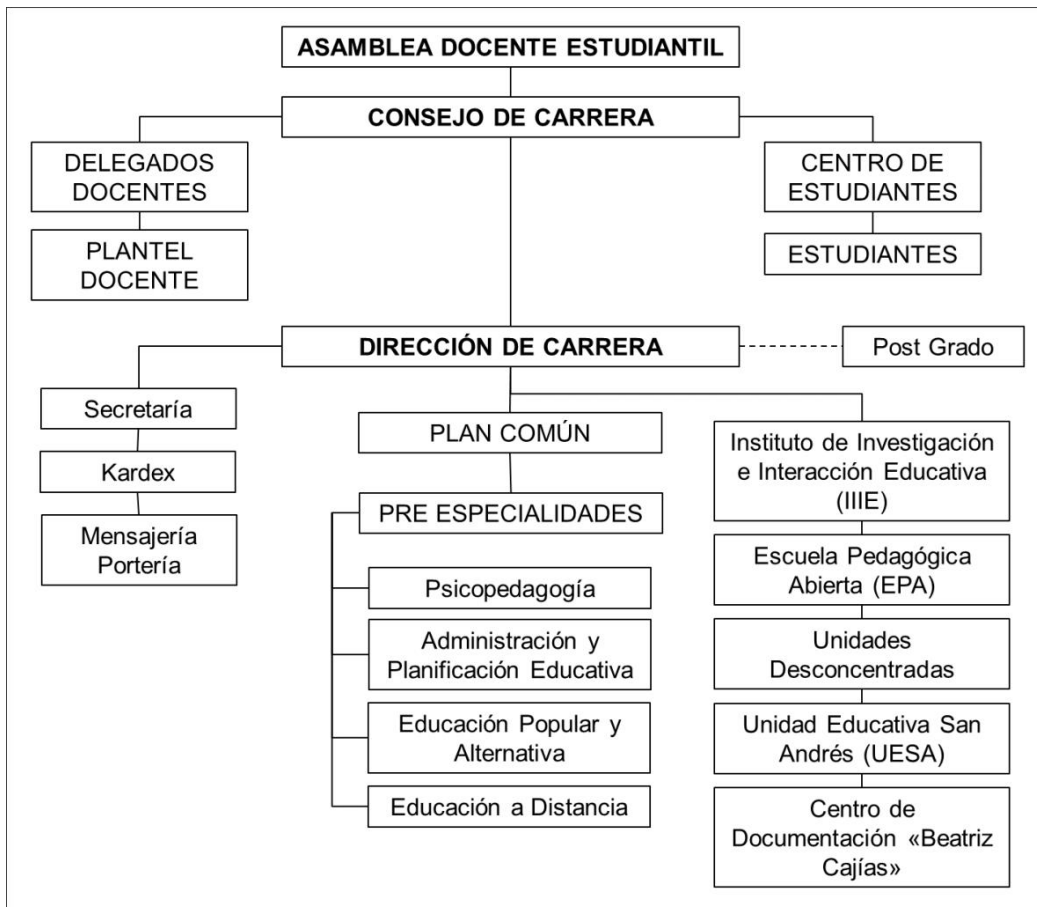 ASAMBLEA DOCENTE ESTUDIANTIL
CONSEJO DE CARRERA
DELEGADOS
DOCENTES
PLANTEL
DOCENTE
CENTRO DE
ESTUDIANTES
ESTUDIANTES
DIRECCIÓN DE CARRERA
Post Grado
Secretaría
Kardex
Mensajería
Portería
PLAN COMÚN
PRE ESPECIALIDADES
Psicopedagogía
Administración y
Planificación Educativa
Educación Popular y
Alternativa
Educación a Distancia
Instituto de Investigación
e Interacción Educativa
(IIIE)
Escuela Pedagógica
Abierta (EPA)
Unidades
Desconcentradas
Unidad Educativa San
Andrés (UESA)
Centro de
Documentación «Beatriz
Cajías»